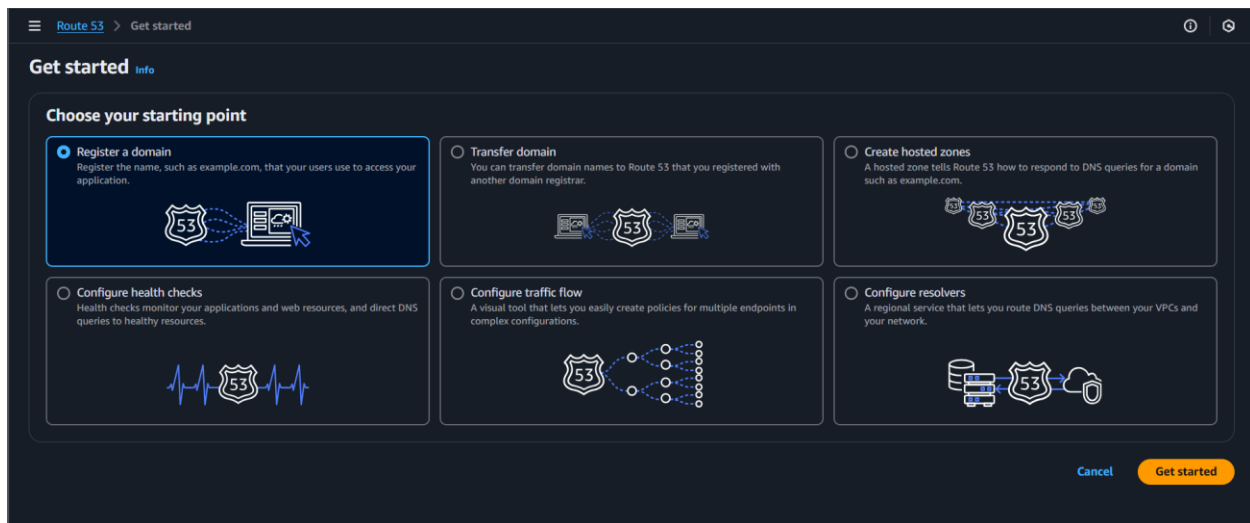 Route 53 > Get started
Get started Info
Choose your starting point
Register a domain
Register the name, such as example.com, that your users use to access your
application.
53
Transfer domain
You can transfer domain names to Route 53 that you registered with
another domain registrar.
53
Create hosted zones
A hosted zone tells Route 53 how to respond to DNS queries for a domain
such as example.com.
53 53 53 53 53
Configure health checks
Health checks monitor your applications and web resources, and direct DNS
queries to healthy resources.
53
Configure traffic flow
A visual tool that lets you easily create policies for multiple endpoints in
complex configurations.
53
Configure resolvers
A regional service that lets you route DNS queries between your VPCs and
your network.
53
Cancel Get started